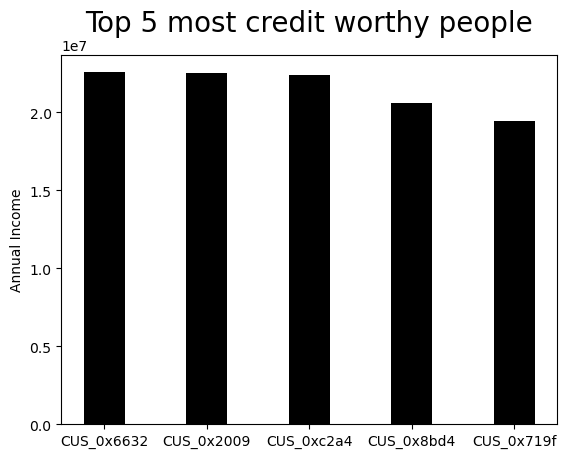 Top 5 most credit worthy people
1e7
2.0
1.5
1.0
0.5
0.0
Annual Income
CUS_0x6632 CUS_0x2009 CUS_0xc2a4 CUS_0x8bd4 CUS_0x719f